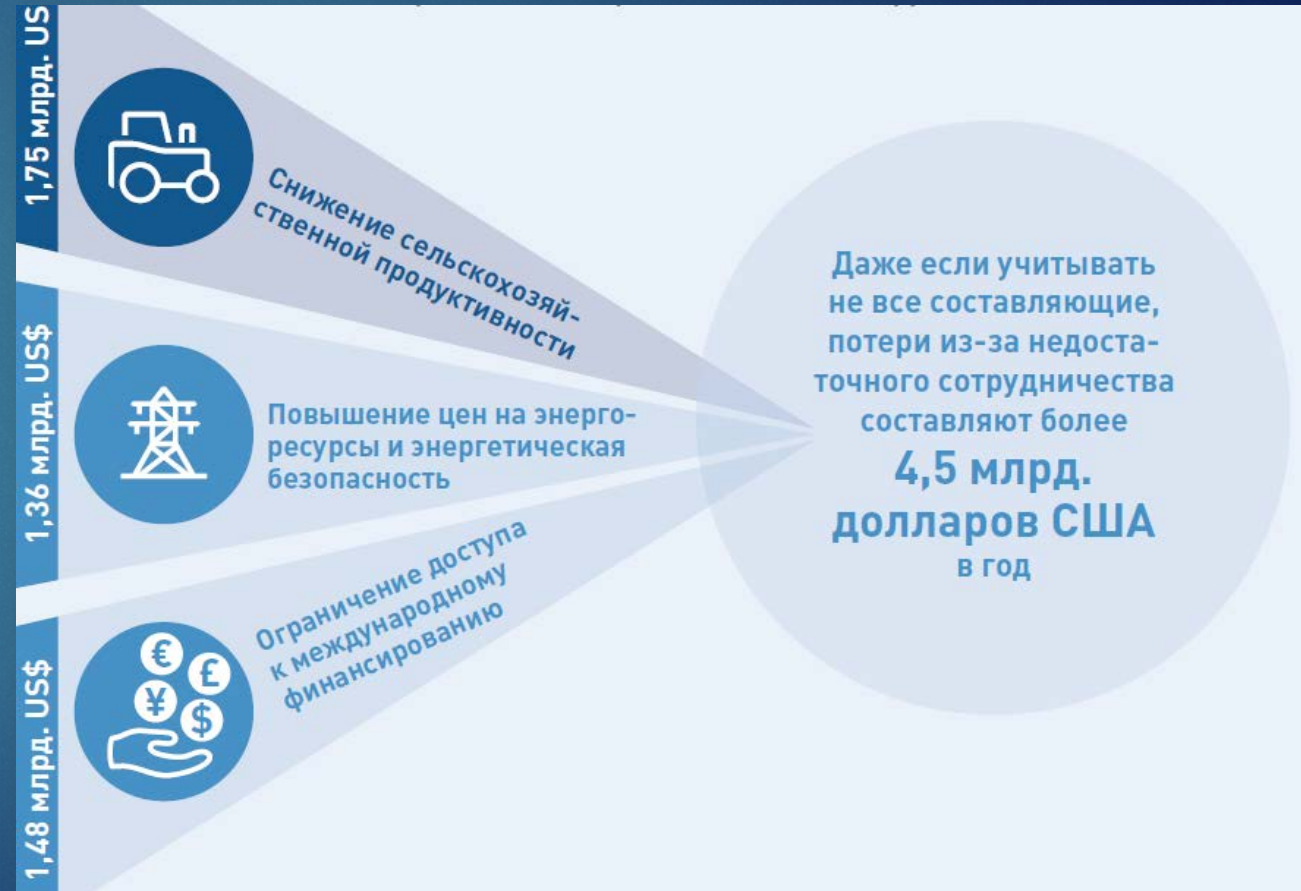 1,75 млрд. US
Снижение сельскохозяй-
ственной продуктивности
1,36 млрд. US$
Повышение цен на энерго-
ресурсы и энергетическая
безопасность
1,48 млрд. US$
€
£
¥
$
Ограничение доступа
к международному
финансированию
Даже если учитывать
не все составляющие,
потери из-за недоста-
точного сотрудничества
составляют более
4,5 млрд.
долларов США
в год